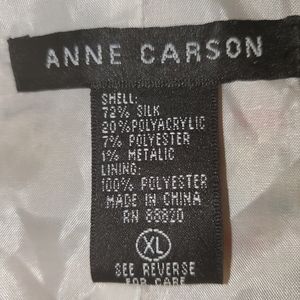 ANNE CARSON
SHELL:
72% SILK
20%POLYACRYLIC
7% POLYESTER
1% METALIC
LINING:
100% POLYESTER
MADE IN CHINA
RN 88820
XL
SEE REVERSE
FOR CARE